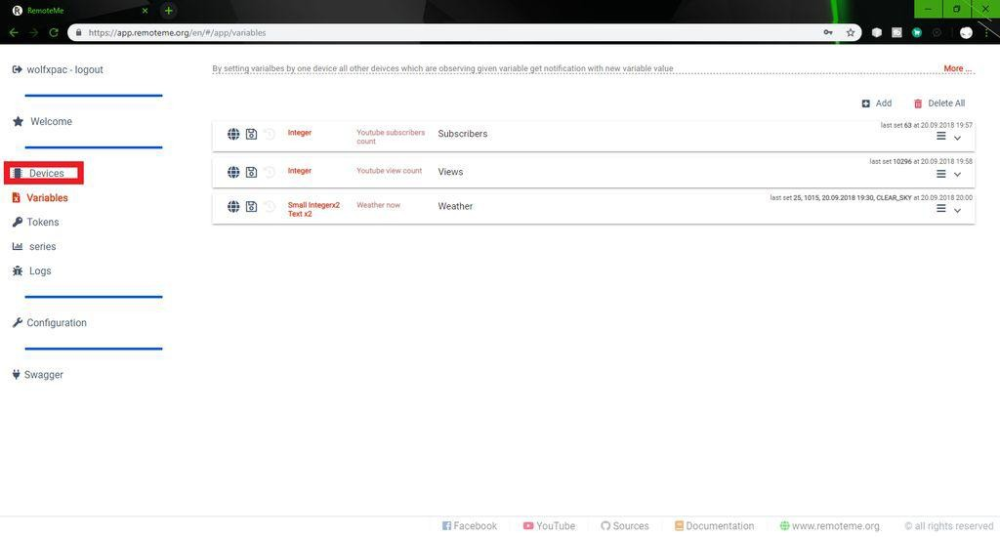 RemoteMe
https://app.remoteme.org/en/#/app/variables
wolfxpac - logout
Welcome
Devices
Variables
Tokens
series
Logs
Configuration
Swagger
By setting varialbes by one device all other deivces which are observing given variable get notification with new variable value
More ...
Add
Delete All
last set 63 at 20.09.2018 19:57
Integer
Youtube subscribers
count
Subscribers
last set 10296 at 20.09.2018 19:58
Integer
Youtube view count
Views
last set 25, 1015, 20.09.2018 19:30, CLEAR_SKY at 20.09.2018 20:00
Small Integerx2
Text x2
Weather now
Weather
Facebook
YouTube
Sources
Documentation
www.remoteme.org
© all rights reserved